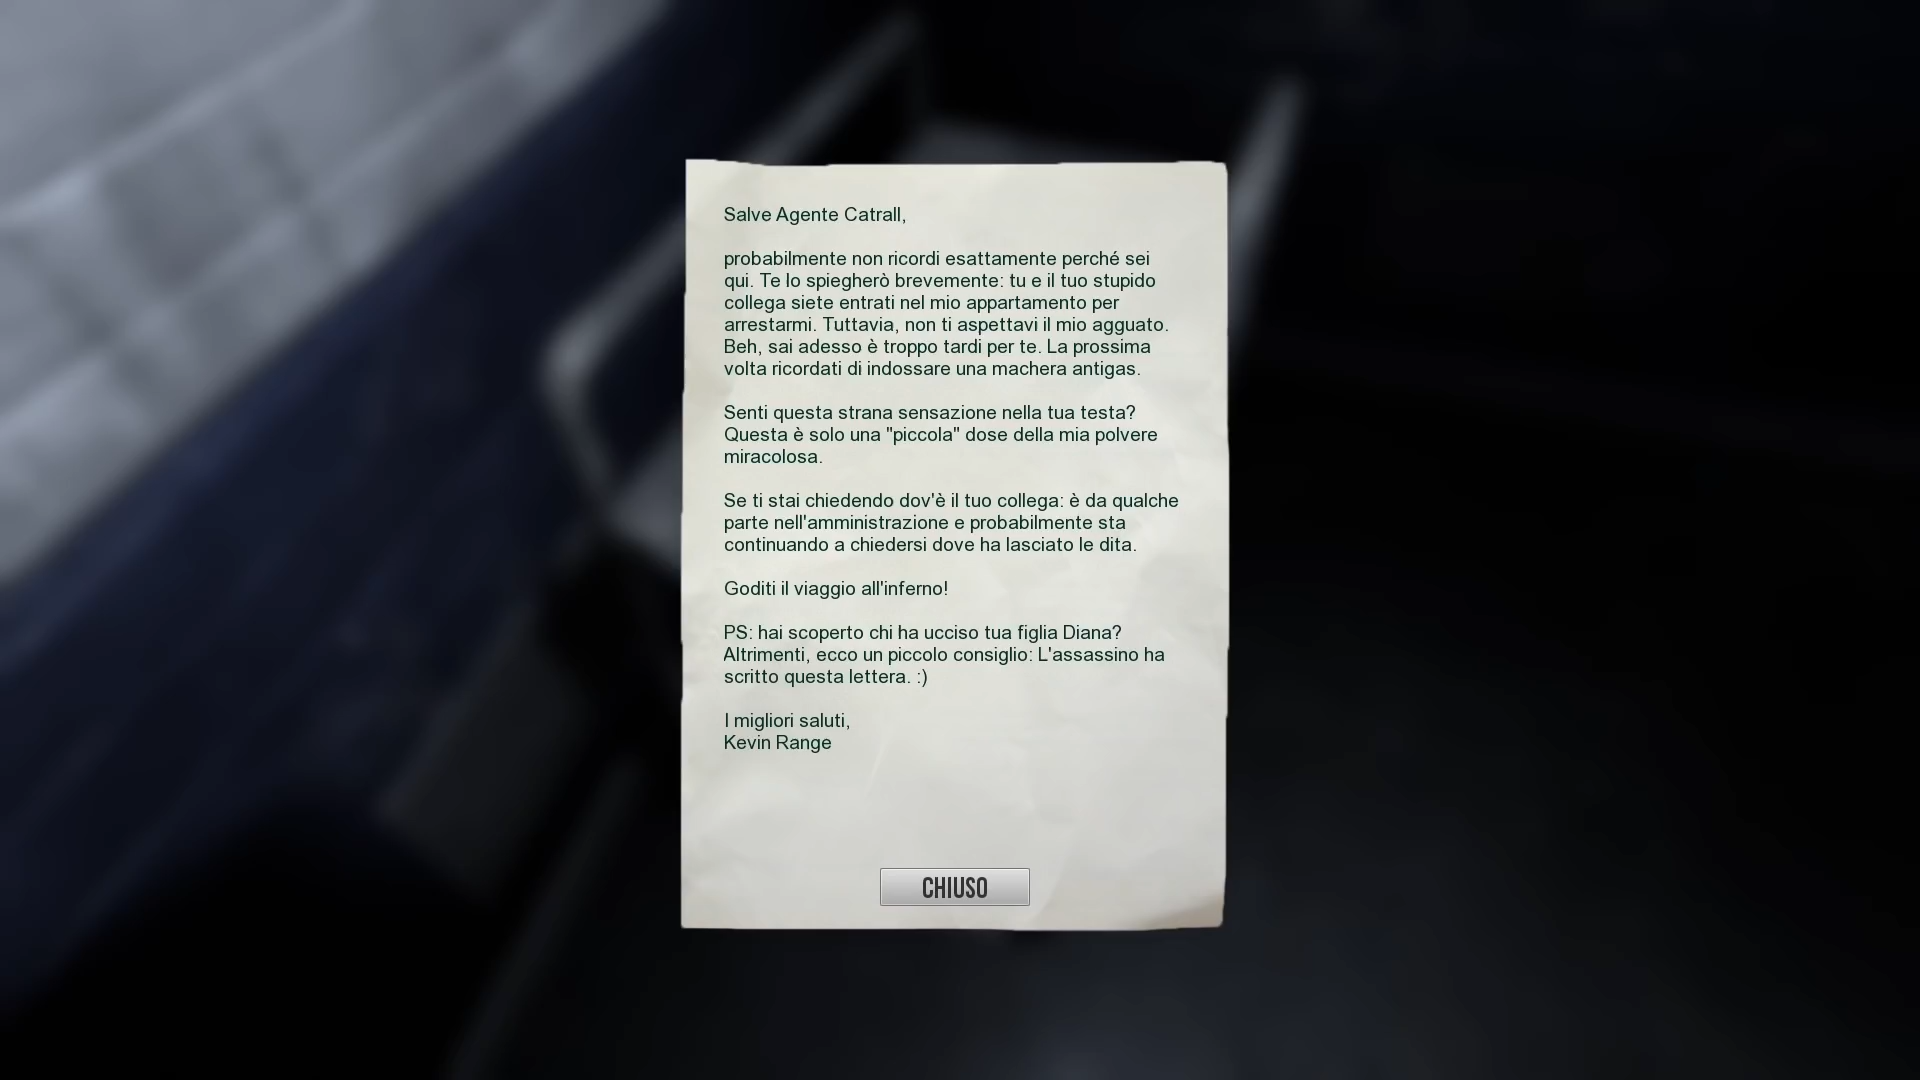 Salve Agente Catrall,
probabilmente non ricordi esattamente perché sei
qui. Te lo spiegherò brevemente: tu e il tuo stupido
collega siete entrati nel mio appartamento per
arrestarmi. Tuttavia, non ti aspettavi il mio agguato.
Beh, sai adesso è troppo tardi per te. La prossima
volta ricordati di indossare una machera antigas.
Senti questa strana sensazione nella tua testa?
Questa è solo una "piccola" dose della mia polvere
miracolosa.
Se ti stai chiedendo dov'è il tuo collega: è da qualche
parte nell'amministrazione e probabilmente sta
continuando a chiedersi dove ha lasciato le dita.
Goditi il viaggio all'inferno!
PS: hai scoperto chi ha ucciso tua figlia Diana?
Altrimenti, ecco un piccolo consiglio: L'assassino ha
scritto questa lettera. :)
I migliori saluti,
Kevin Range
CHIUSO